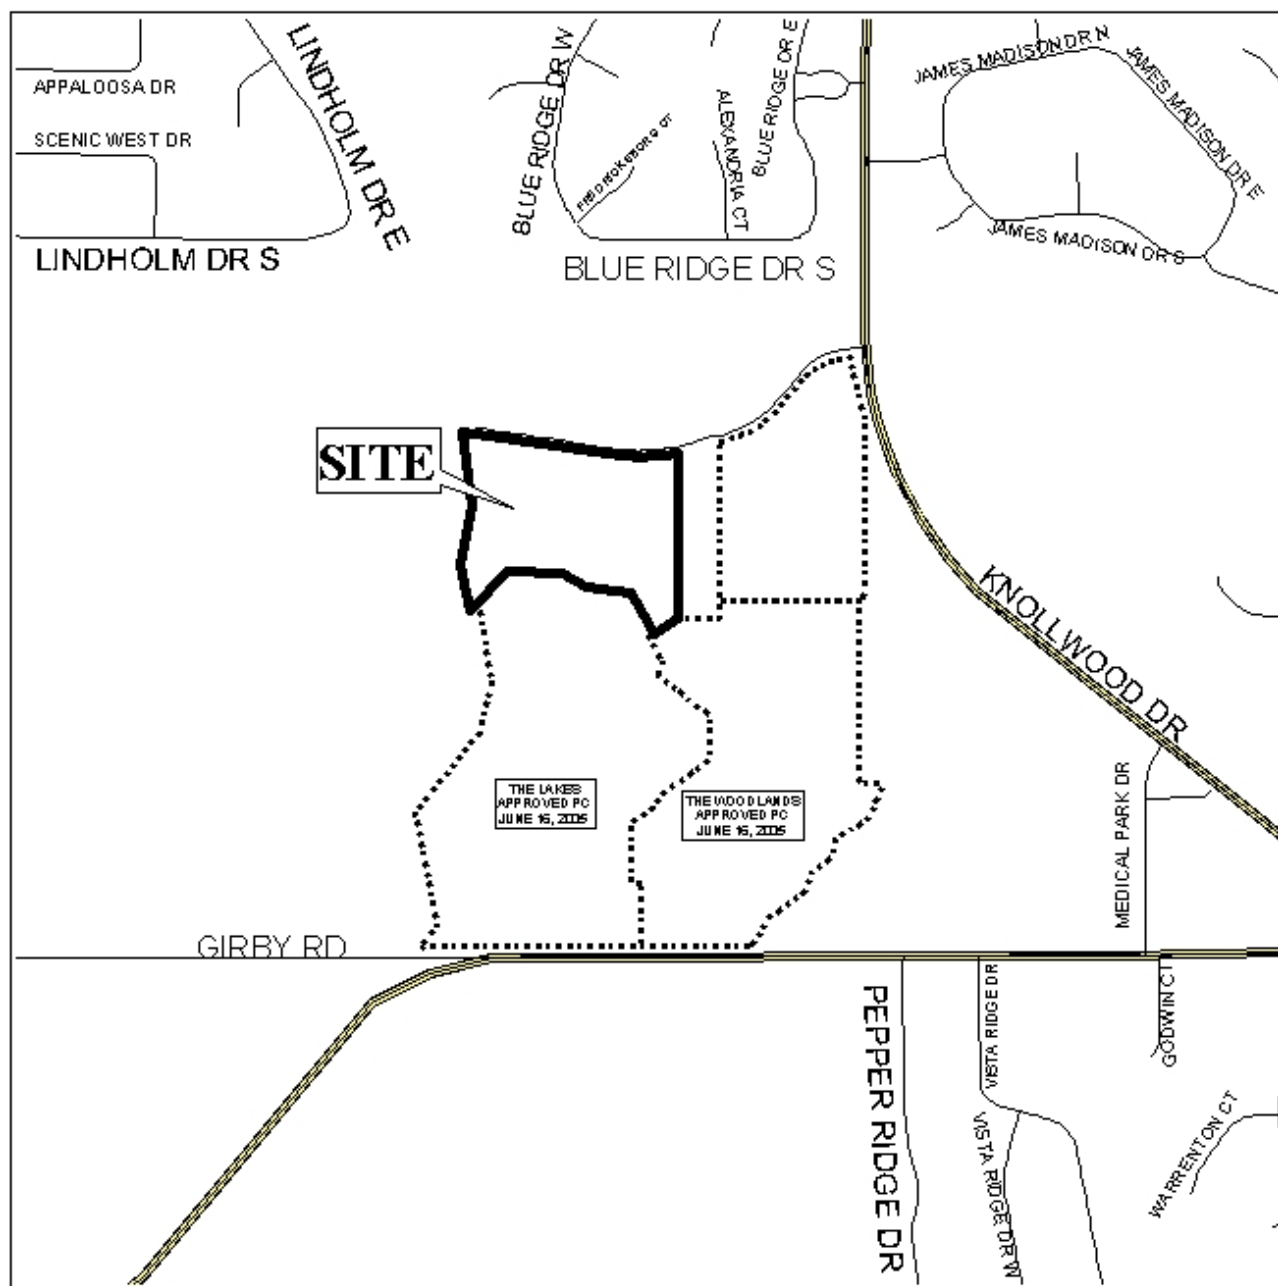 APPALOOSA DR
SCENIC WEST DR
LINDHOLM DR E
LINDHOLM DR S
BLUE RIDGE DR W
ALEXANDRIA CT
BLUE RIDGE DR E
BLUE RIDGE DR S
JAMES MADISON DR N
JAMES MADISON DR E
JAMES MADISON DR S
SITE
KNOLLWOOD DR
THE LAKES
APPROVED PC
JUNE 16, 2005
THE WOODLANDS
APPROVED PC
JUNE 16, 2005
MEDICAL PARK DR
GIRBY RD
PEPPER RIDGE DR
VISTA RIDGE DR
GODWIN CT
VISTA RIDGE DR W
WARRENTON CT